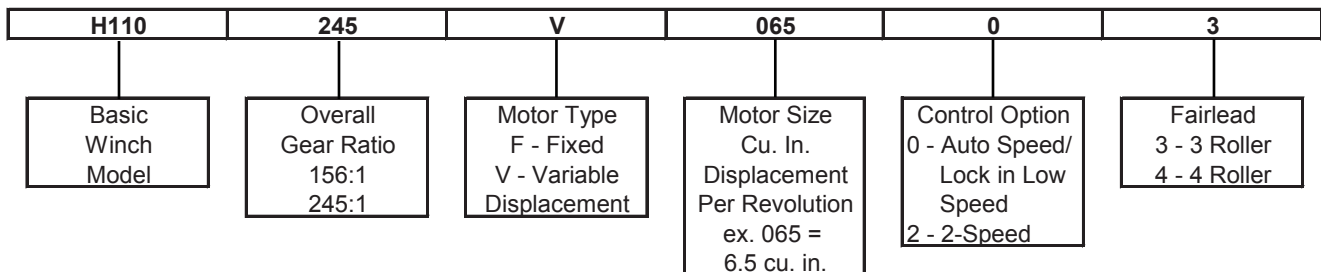 H110 245 V 065 0 3
Basic
Winch
Model
Overall
Gear Ratio
156:1
245:1
Motor Type
F - Fixed
V - Variable
Displacement
Motor Size
Cu. In.
Displacement
Per Revolution
ex. 065 =
6.5 cu. in.
Control Option
0 - Auto Speed/
Lock in Low
Speed
2 - 2-Speed
Fairlead
3 - 3 Roller
4 - 4 Roller